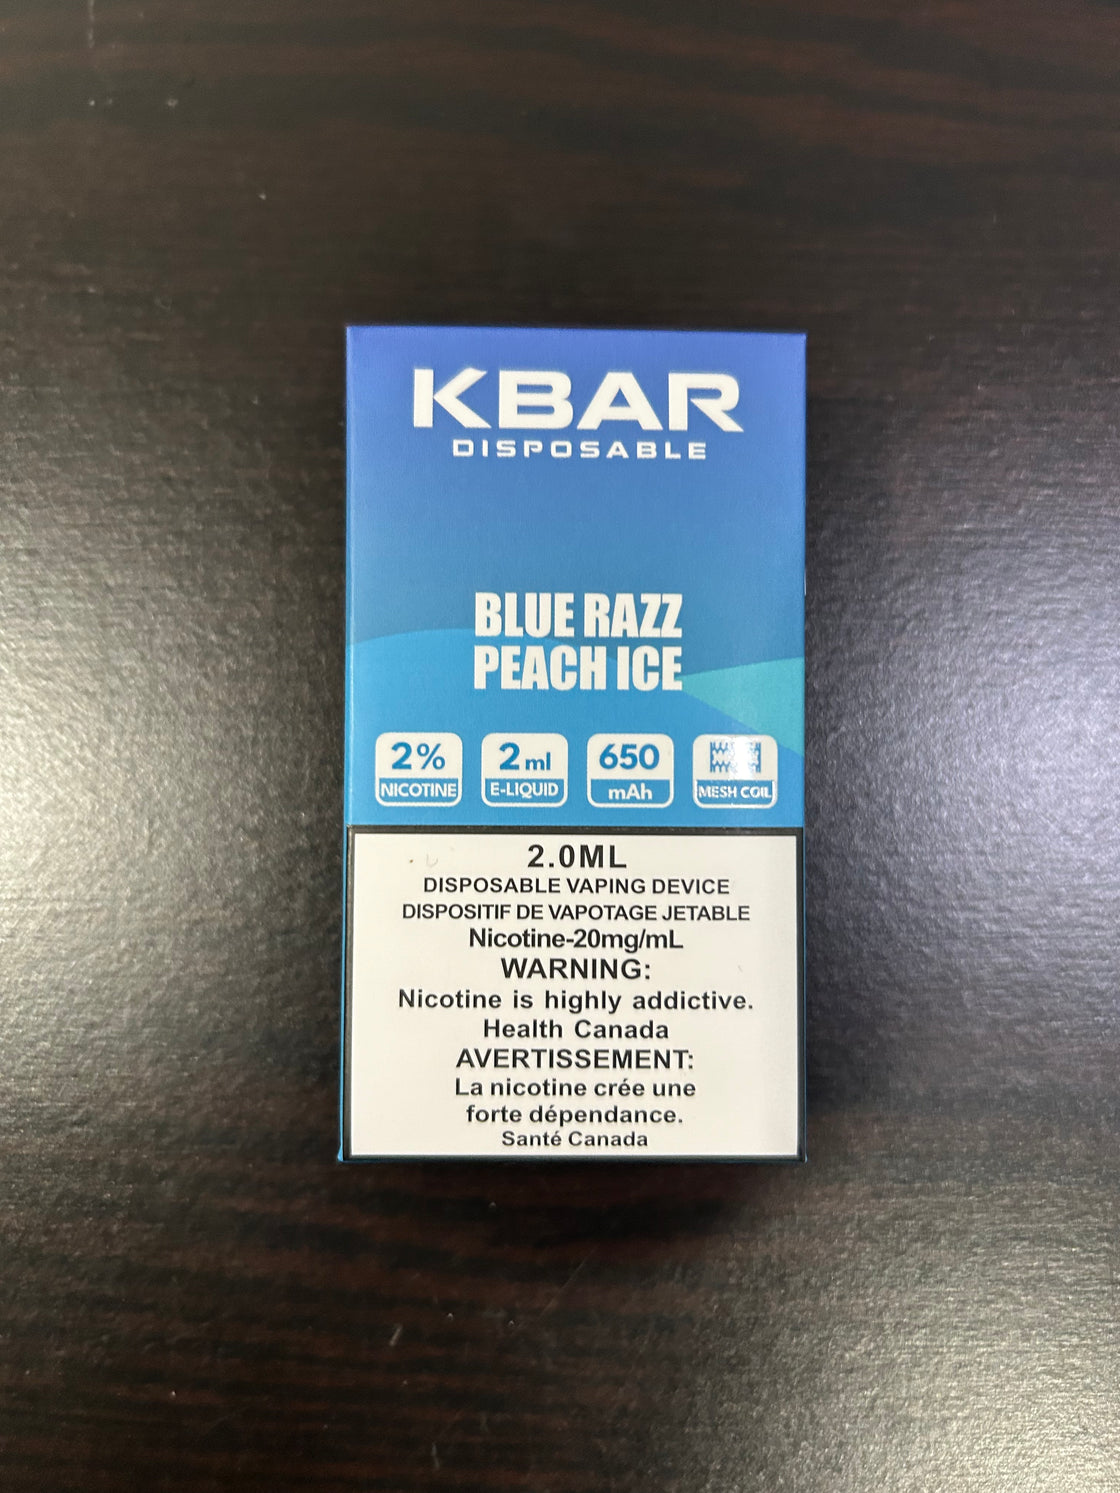 KBAR
DISPOSABLE
BLUE RAZZ
PEACH ICE
2% 2 ml 650
NICOTINE E-LIQUID mAh MESH COIL
2.0ML
DISPOSABLE VAPING DEVICE
DISPOSITIF DE VAPOTAGE JETABLE
Nicotine-20mg/mL
WARNING:
Nicotine is highly addictive.
Health Canada
AVERTISSEMENT:
La nicotine crée une
forte dépendance.
Santé Canada